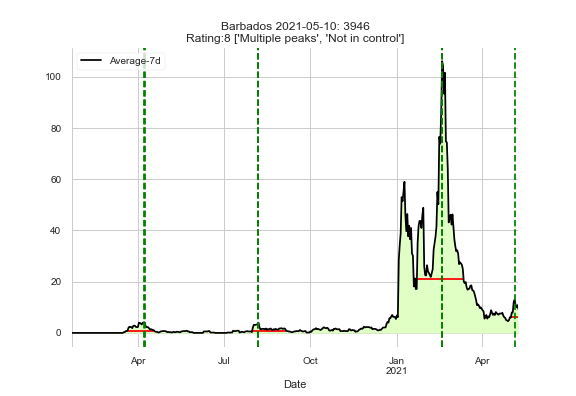 Barbados 2021-05-10: 3946
Rating:8 ['Multiple peaks', 'Not in control']
Average-7d
100
80
60
40
20
0
Apr Jul Oct Jan Apr
2021
Date